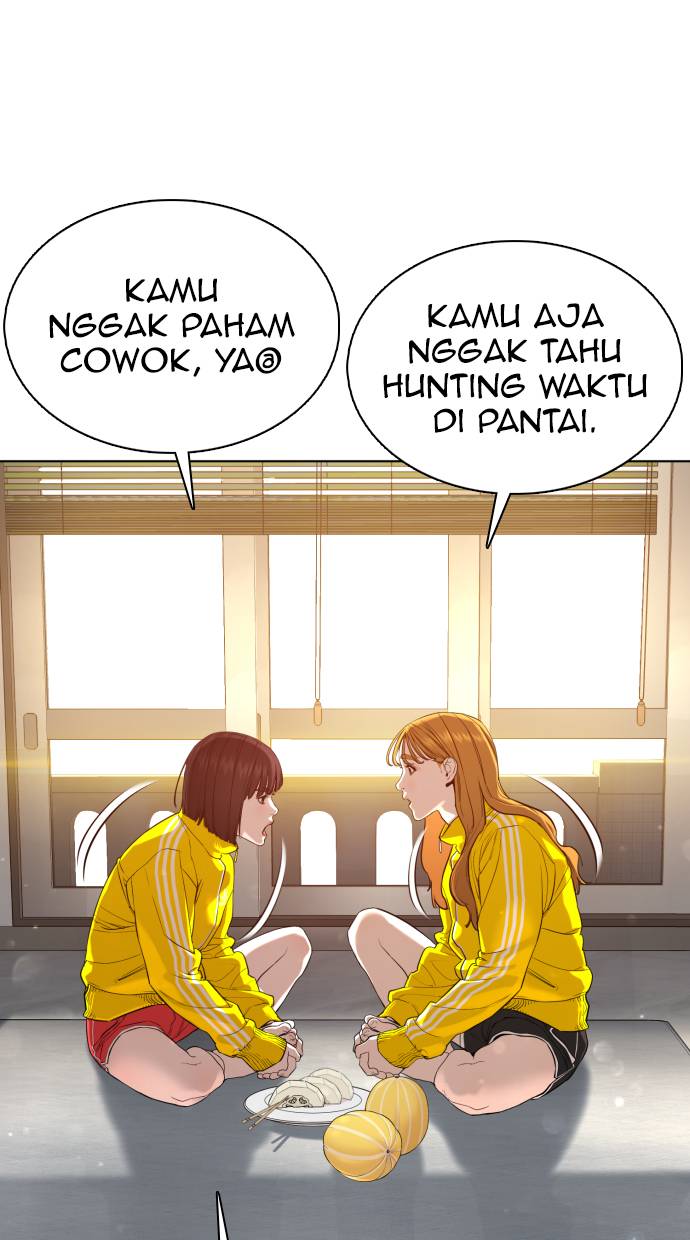 KAMU
NGGAK PAHAM
COWOK, YA@
KAMU AJA
NGGAK TAHU
HUNTING WAKTU
DI PANTAI.